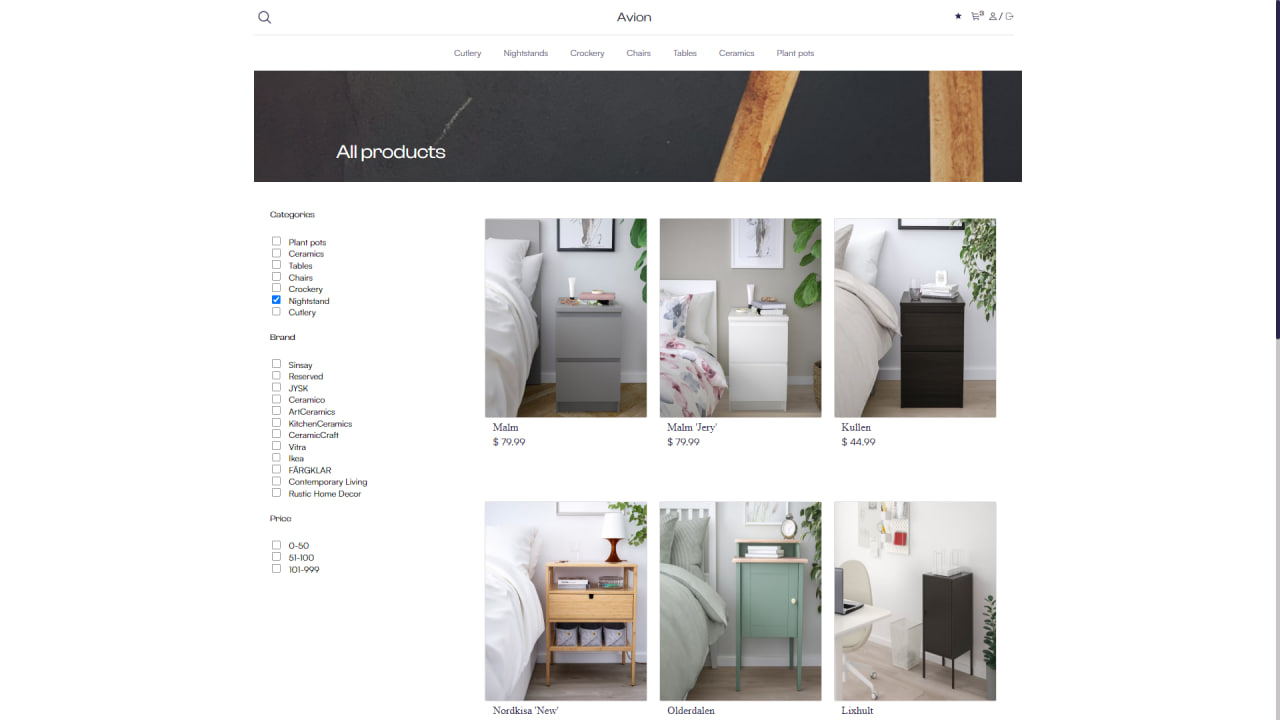 Avion
3
/
Cutlery Nightstands Crockery Chairs Tables Ceramics Plant pots
All products
Categories
Plant pots
Ceramics
Tables
Chairs
Crockery
Nightstand
Cutlery
Brand
Sinsay
Reserved
JYSK
Ceramico
ArtCeramics
KitchenCeramics
CeramicCraft
Vitra
Ikea
FÄRGKLAR
Contemporary Living
Rustic Home Decor
Price
0-50
51-100
101-999
Malm
$ 79.99
Malm 'Jery'
$ 79.99
Kullen
$ 44.99
Nordkisa 'New'
Olderdalen
Lixhult